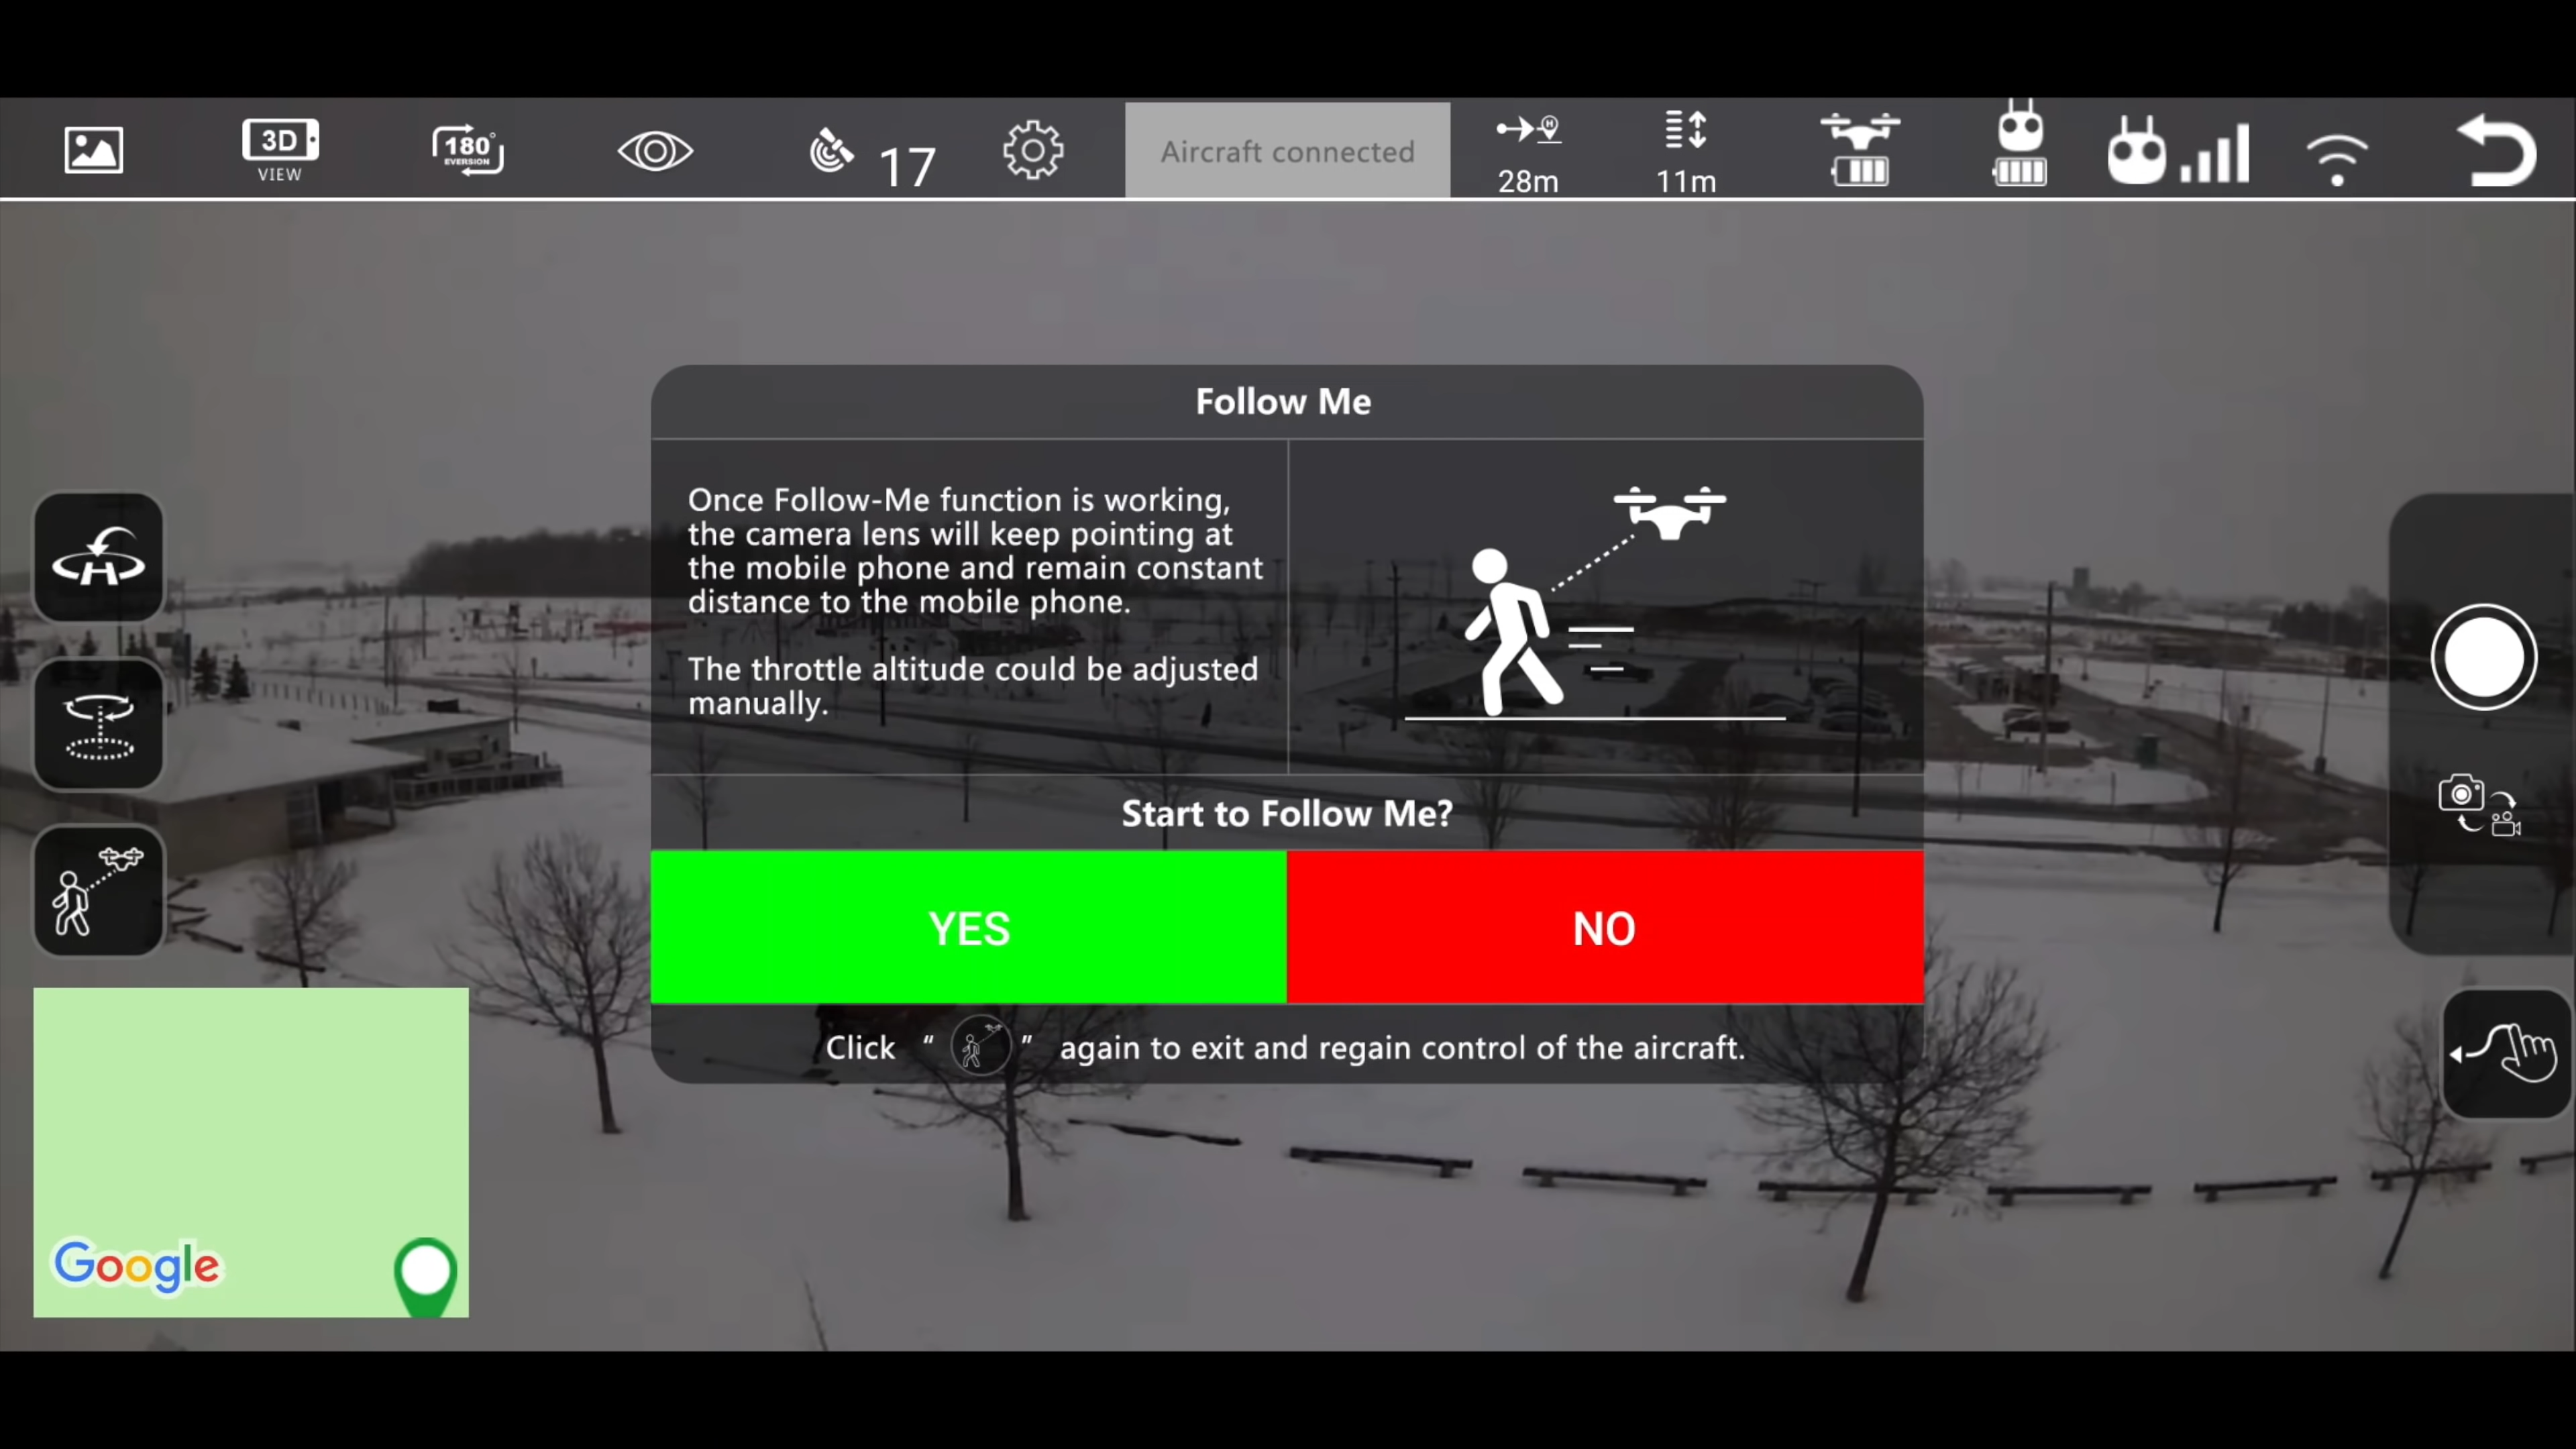 3D
VIEW
180°
EVERSION
17
Aircraft connected
28m
H
11m
Follow Me
Once Follow-Me function is working,
the camera lens will keep pointing at
the mobile phone and remain constant
distance to the mobile phone.
The throttle altitude could be adjusted
manually.
H
Start to Follow Me?
YES
NO
Click " " again to exit and regain control of the aircraft.
Google